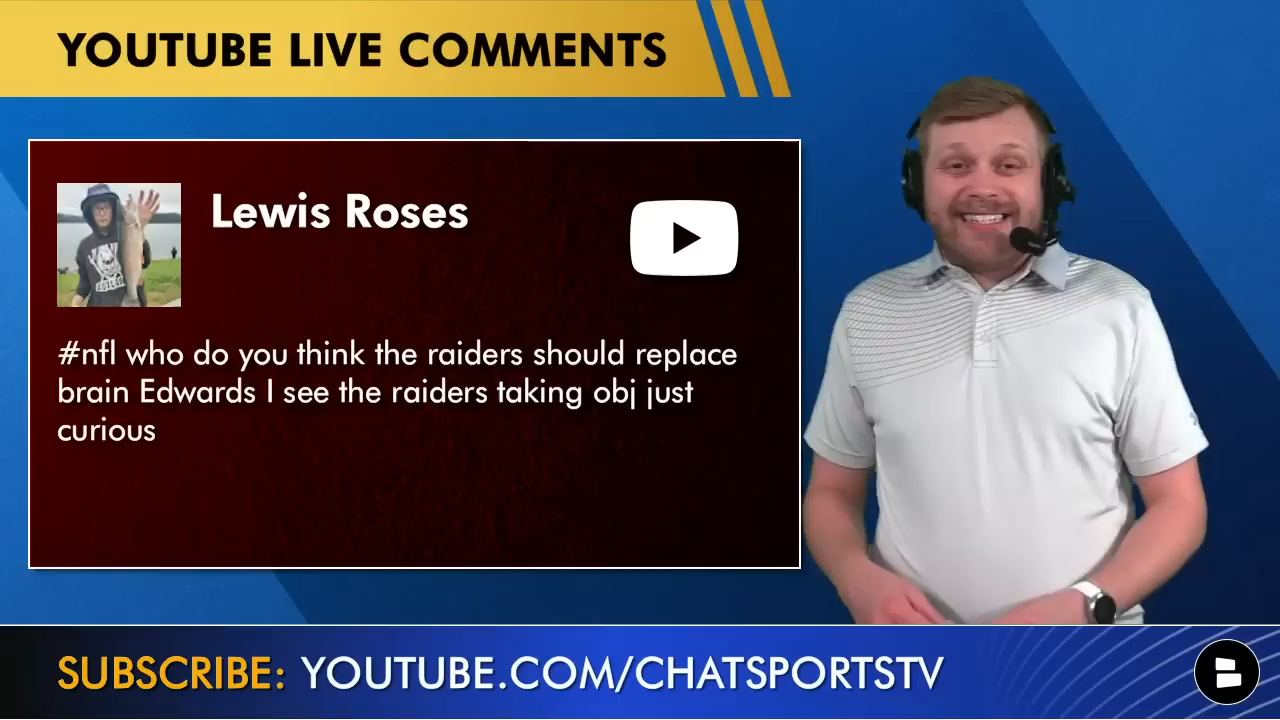 YOUTUBE LIVE COMMENTS
Lewis Roses
#nfl who do you think the raiders should replace
brain Edwards I see the raiders taking obj just
curious
SUBSCRIBE: YOUTUBE.COM/CHATSPORTSTV